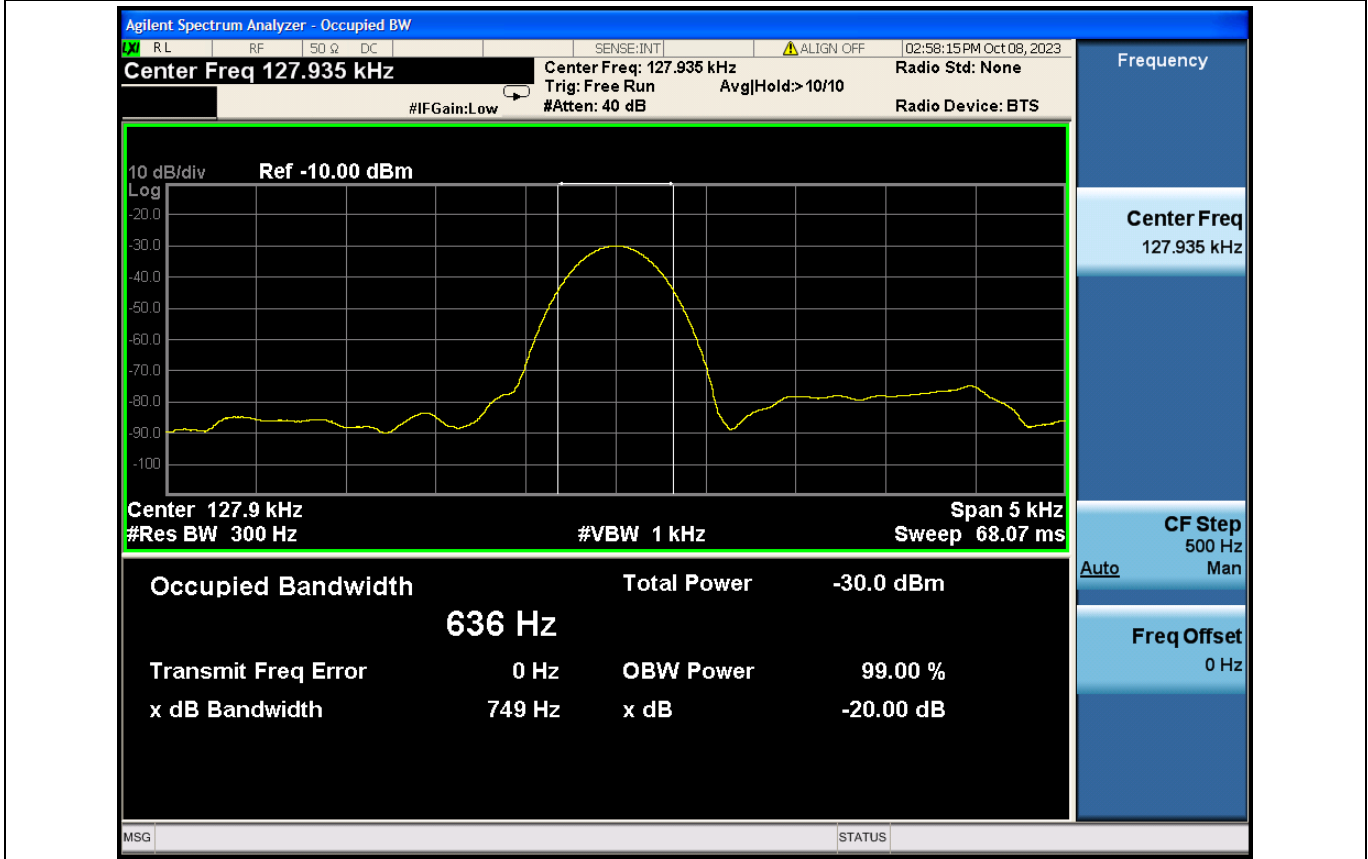 Agilent Spectrum Analyzer - Occupied BW
LXI RL RF 50 Ω DC SENSE:INT ALIGN OFF 02:58:15 PM Oct 08, 2023
Center Freq 127.935 kHz
Center Freq: 127.935 kHz Radio Std: None
Trig: Free Run Avg|Hold:>10/10
#IFGain:Low #Atten: 40 dB Radio Device: BTS
10 dB/div Ref -10.00 dBm
Log
-20.0
-30.0
-40.0
-50.0
-60.0
-70.0
-80.0
-90.0
-100
Center 127.9 kHz Span 5 kHz
#Res BW 300 Hz #VBW 1 kHz Sweep 68.07 ms
Occupied Bandwidth Total Power -30.0 dBm
636 Hz
Transmit Freq Error 0 Hz OBW Power 99.00 %
x dB Bandwidth 749 Hz x dB -20.00 dB
MSG STATUS
Frequency
Center Freq
127.935 kHz
CF Step
500 Hz
Auto Man
Freq Offset
0 Hz